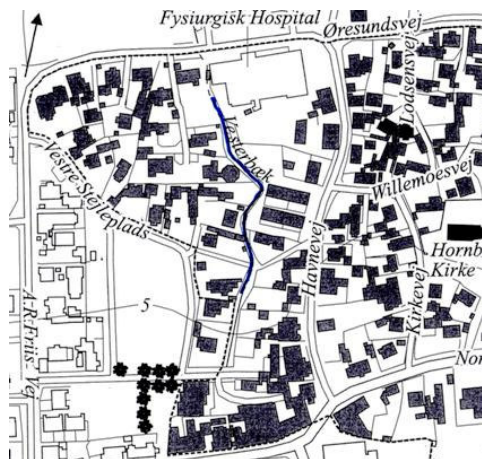 Fysiurgisk Hospital
Øresundsvej
Lodsensvej
Vesterbæk
Vestre Stejleplads
Willemoesvej
Hornb
Kirke
Havnevej
Kirkevej
A.R.Friis' Vej
5
Nor